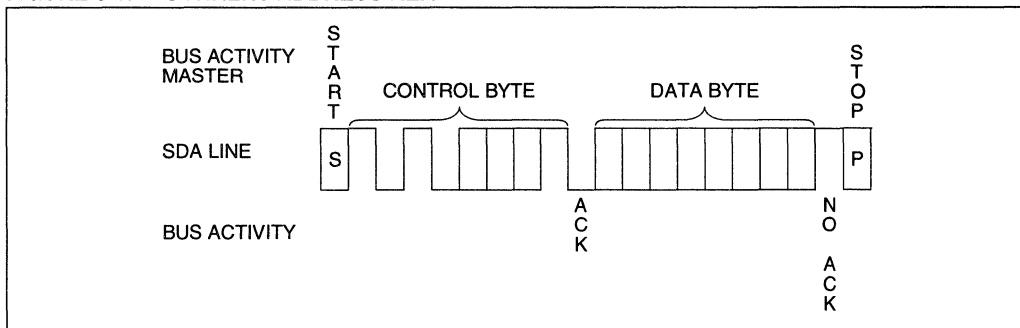 BUS ACTIVITY
MASTER
START
CONTROL BYTE
DATA BYTE
STOP
SDA LINE
S
P
BUS ACTIVITY
ACK
NO ACK